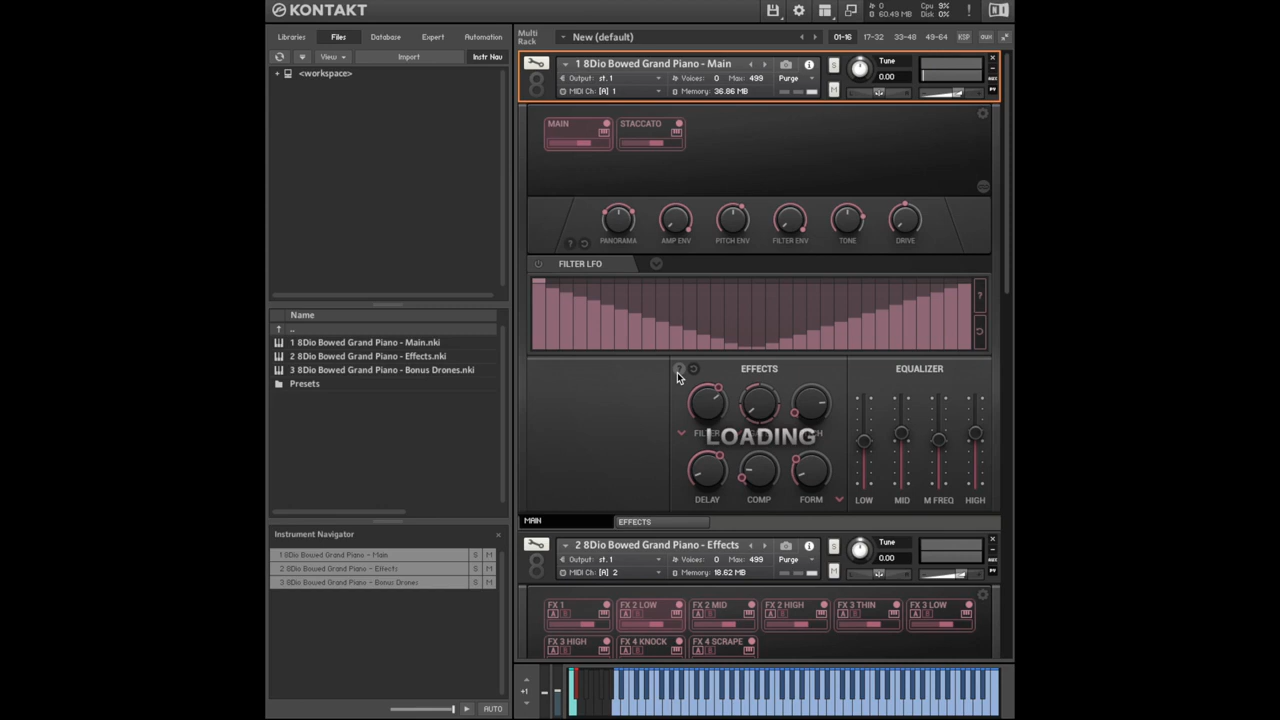 KONTAKT
Cpu 9%
60.49 MB Disk 0%
Libraries Files Database Expert Automation
View Import Instr Nav
<workspace>
Name
..
1 8Dio Bowed Grand Piano - Main.nki
2 8Dio Bowed Grand Piano - Effects.nki
3 8Dio Bowed Grand Piano - Bonus Drones.nki
Presets
Instrument Navigator
1 8Dio Bowed Grand Piano - Main S M
2 8Dio Bowed Grand Piano - Effects S M
3 8Dio Bowed Grand Piano - Bonus Drones S M
AUTO
Multi
Rack
New (default) 01-16 17-32 33-48 49-64 KSP AUX
1 8Dio Bowed Grand Piano - Main
Output: st.1 Voices: 0 Max: 499 Purge
MIDI Ch: [A] 1 Memory: 36.86 MB
S
M
Tune
0.00
AUX
PV
MAIN STACCATO
PANORAMA AMP ENV PITCH ENV FILTER ENV TONE DRIVE
FILTER LFO
EFFECTS
LOADING
DELAY COMP FORM
EQUALIZER
LOW MID M FREQ HIGH
MAIN EFFECTS
2 8Dio Bowed Grand Piano - Effects
Output: st.1 Voices: 0 Max: 499 Purge
MIDI Ch: [A] 2 Memory: 18.62 MB
S
M
Tune
0.00
AUX
PV
FX 1 FX 2 LOW FX 2 MID FX 2 HIGH FX 3 THIN FX 3 LOW
A B A B A B A B A B A B
FX 3 HIGH FX 4 KNOCK FX 4 SCRAPE
A B A B A B
+1